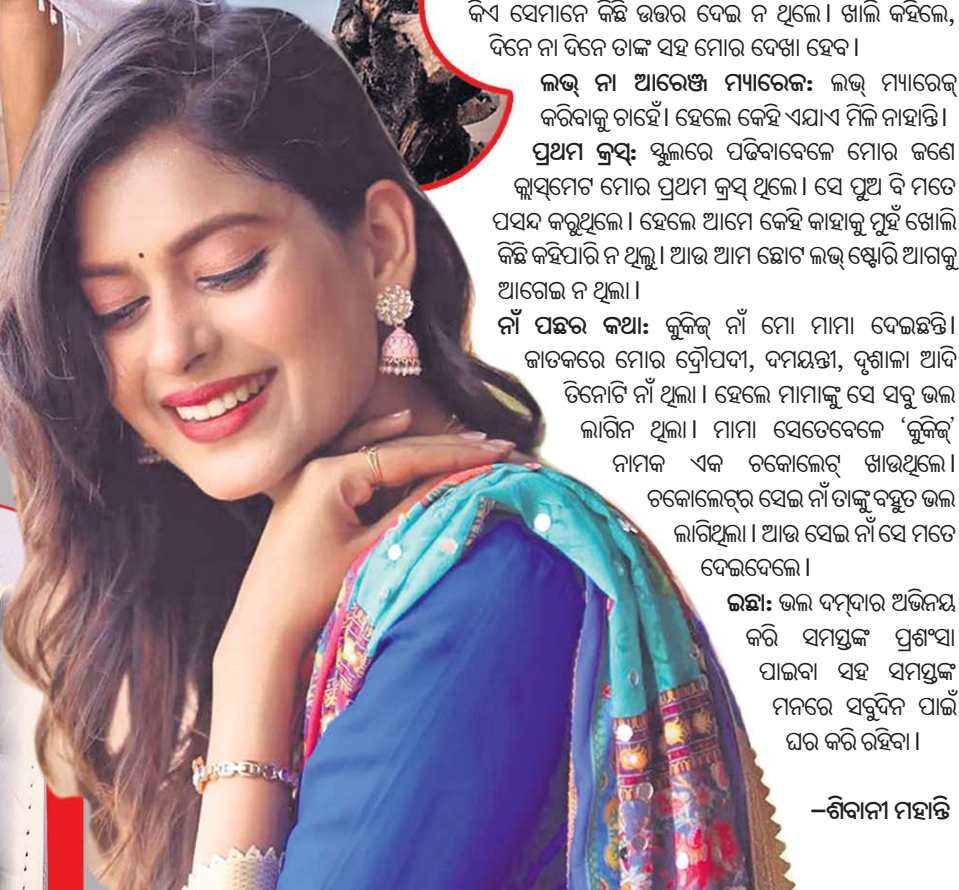 କିଏ ସେମାନେ କିଛି ଉତ୍ତର ଦେଇ ନ ଥିଲେ। ଖାଲି କହିଲେ,
ଦିନେ ନା ଦିନେ ତାଙ୍କ ସହ ମୋର ଦେଖା ହେବ।
ଲଭ୍ ନା ଆରେଞ୍ଜ ମ୍ୟାରେଜ: ଲଭ୍ ମ୍ୟାରେଜ୍
କରିବାକୁ ଚାହେଁ। ହେଲେ କେହି ଏଯାଏ ମିଳି ନାହାନ୍ତି।
ପ୍ରଥମ କ୍ରସ୍: ସ୍କୁଲରେ ପଢିବାବେଳେ ମୋର ଜଣେ
କ୍ଲାସ୍‌ମେଟ ମୋର ପ୍ରଥମ କ୍ରସ୍ ଥିଲେ। ସେ ପୁଅ ବି ମତେ
ପସନ୍ଦ କରୁଥିଲେ। ହେଲେ ଆମେ କେହି କାହାକୁ ମୁହଁ ଖୋଲି
କିଛି କହିପାରି ନ ଥିଲୁ। ଆଉ ଆମ ଛୋଟ ଲଭ୍ ଷ୍ଟୋରି ଆଗକୁ
ଆଗେଇ ନ ଥିଲା।
ନାଁ ପଛର କଥା: କୁକିଜ୍ ନାଁ ମୋ ମାମା ଦେଇଛନ୍ତି।
ଜାତକରେ ମୋର ଦ୍ରୌପଦୀ, ଦମୟନ୍ତୀ, ଦୃଶାଳା ଆଦି
ତିନୋଟି ନାଁ ଥିଲା। ହେଲେ ମାମାଙ୍କୁ ସେ ସବୁ ଭଲ
ଲାଗିନ ଥିଲା। ମାମା ସେତେବେଳେ ‘କୁକିଜ୍’
ନାମକ ଏକ ଚକୋଲେଟ୍ ଖାଉଥିଲେ।
ଚକୋଲେଟ୍‌ର ସେଇ ନାଁ ତାଙ୍କୁ ବହୁତ ଭଲ
ଲାଗିଥିଲା। ଆଉ ସେଇ ନାଁ ସେ ମତେ
ଦେଇଦେଲେ।
ଇଛା: ଭଲ ଦମ୍‌ଦାର ଅଭିନୟ
କରି ସମସ୍ତଙ୍କ ପ୍ରଶଂସା
ପାଇବା ସହ ସମସ୍ତଙ୍କ
ମନରେ ସବୁଦିନ ପାଇଁ
ଘର କରି ରହିବା।
–ଶିବାନୀ ମହାନ୍ତି